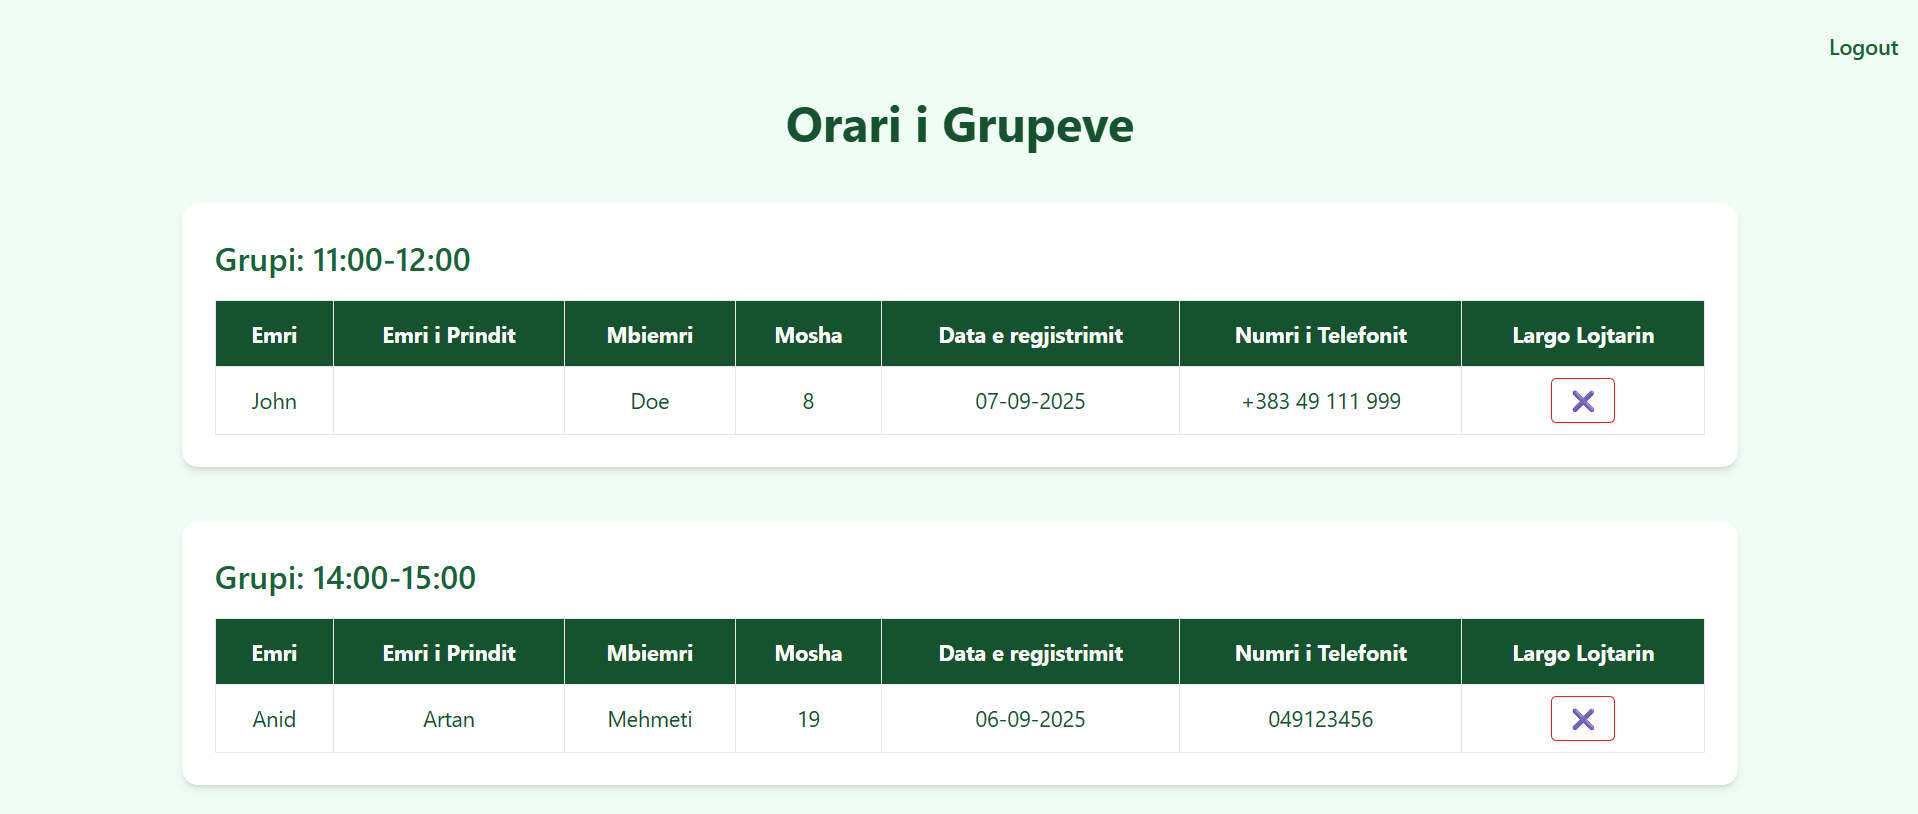 Logout
Orari i Grupeve
Grupi: 11:00-12:00
Emri Emri i Prindit Mbiemri Mosha Data e regjistrimit Numri i Telefonit Largo Lojtarin
John Doe 8 07-09-2025 +383 49 111 999
Grupi: 14:00-15:00
Emri Emri i Prindit Mbiemri Mosha Data e regjistrimit Numri i Telefonit Largo Lojtarin
Anid Artan Mehmeti 19 06-09-2025 049123456